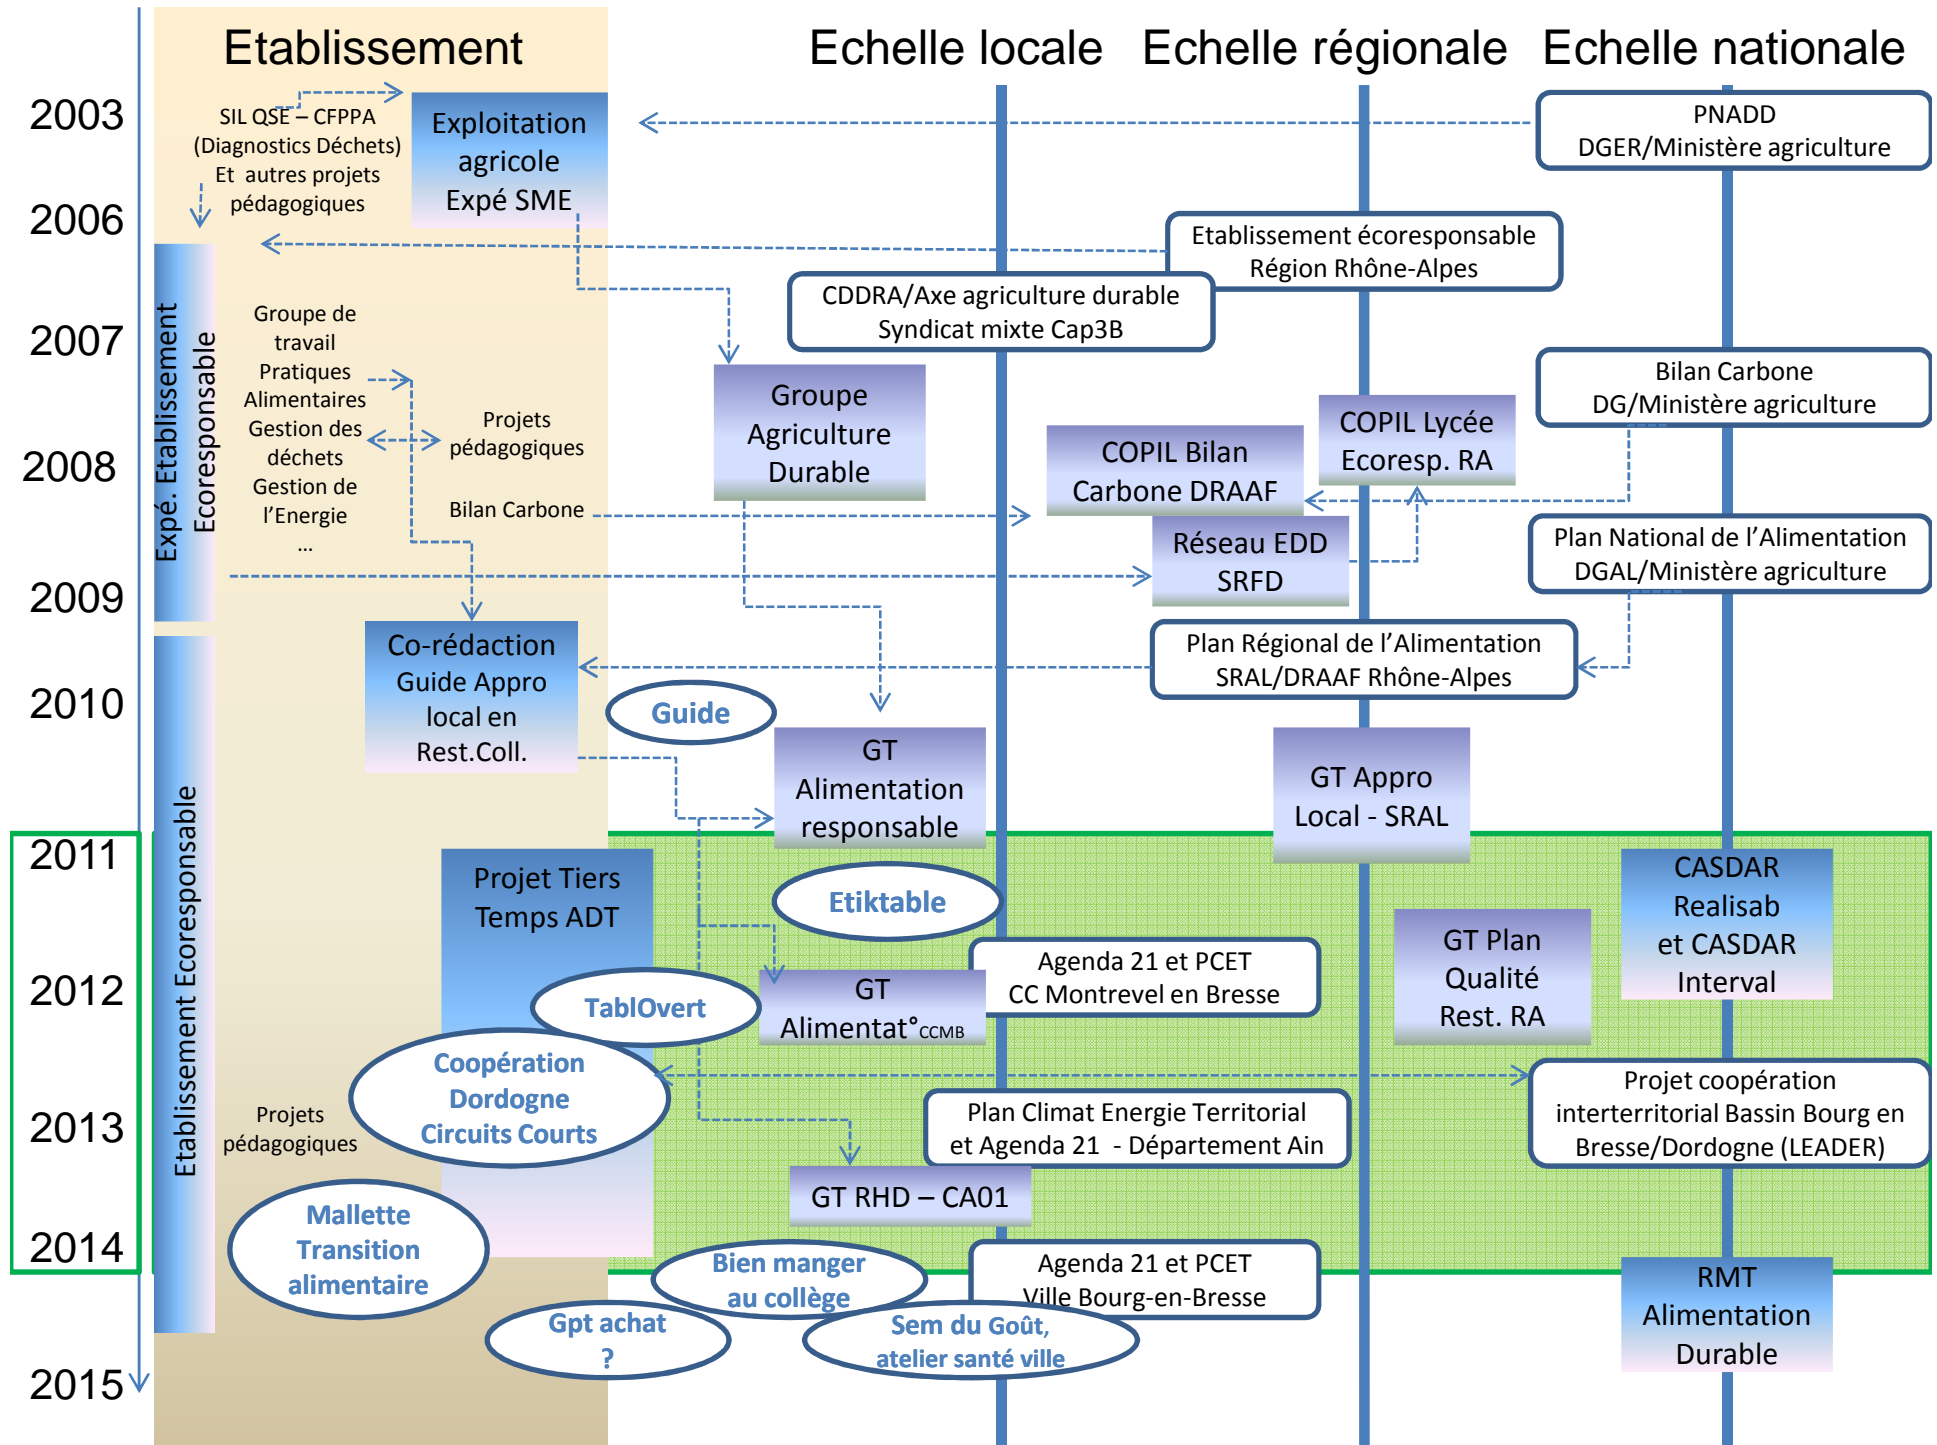 Etablissement
Echelle locale
Echelle régionale
Echelle nationale
2003
SIL QSE – CFPPA
(Diagnostics Déchets)
Et autres projets
pédagogiques
Exploitation
agricole
Expé SME
PNADD
DGER/Ministère agriculture
2006
Etablissement écoresponsable
Région Rhône-Alpes
CDDRA/Axe agriculture durable
Syndicat mixte Cap3B
2007
Expé. Etablissement
Ecoresponsable
Groupe de
travail
Pratiques
Alimentaires
Gestion des
déchets
Gestion de
l’Energie
…
Projets
pédagogiques
Bilan Carbone
Groupe
Agriculture
Durable
Bilan Carbone
DG/Ministère agriculture
COPIL Lycée
Ecoresp. RA
COPIL Bilan
Carbone DRAAF
2008
Réseau EDD
SRFD
Plan National de l’Alimentation
DGAL/Ministère agriculture
2009
Co-rédaction
Guide Appro
local en
Rest.Coll.
Plan Régional de l’Alimentation
SRAL/DRAAF Rhône-Alpes
2010
Guide
GT
Alimentation
responsable
GT Appro
Local - SRAL
Etablissement Ecoresponsable
2011
Projet Tiers
Temps ADT
Etiktable
CASDAR
Realisab
et CASDAR
Interval
GT Plan
Qualité
Rest. RA
2012
TablOvert
GT
Alimentat°CCMB
Agenda 21 et PCET
CC Montrevel en Bresse
Coopération
Dordogne
Circuits Courts
Projet coopération
interterritorial Bassin Bourg en
Bresse/Dordogne (LEADER)
2013
Projets
pédagogiques
Plan Climat Energie Territorial
et Agenda 21 - Département Ain
GT RHD – CA01
2014
Mallette
Transition
alimentaire
Bien manger
au collège
Agenda 21 et PCET
Ville Bourg-en-Bresse
RMT
Alimentation
Durable
Gpt achat
?
Sem du Goût,
atelier santé ville
2015